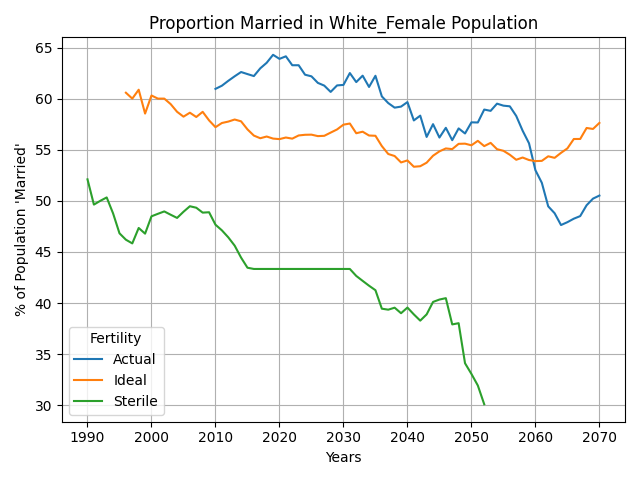 Proportion Married in White_Female Population
% of Population 'Married'
65
60
55
50
45
40
35
30
Fertility
Actual
Ideal
Sterile
1990 2000 2010 2020 2030 2040 2050 2060 2070
Years